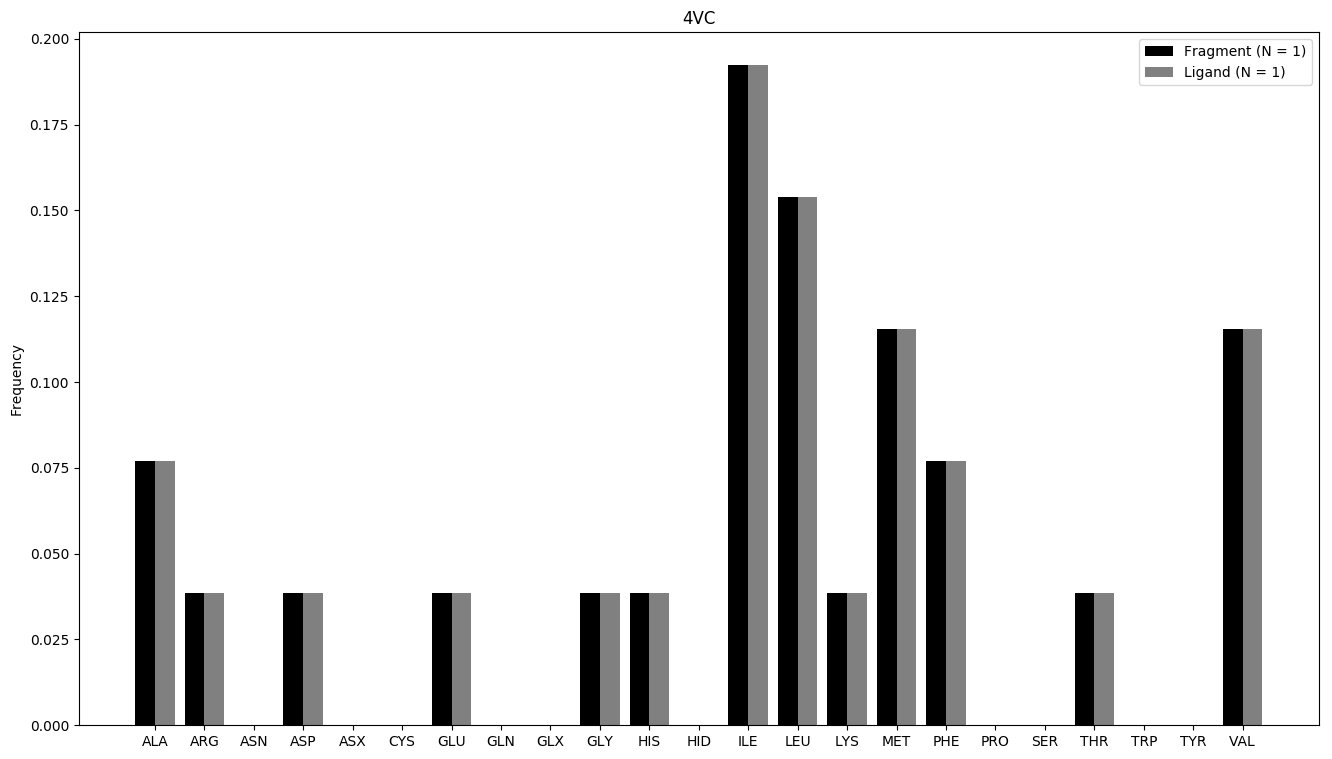 4VC
Fragment (N = 1)
Ligand (N = 1)
Frequency
0.200
0.175
0.150
0.125
0.100
0.075
0.050
0.025
0.000
ALA ARG ASN ASP ASX CYS GLU GLN GLX GLY HIS HID ILE LEU LYS MET PHE PRO SER THR TRP TYR VAL